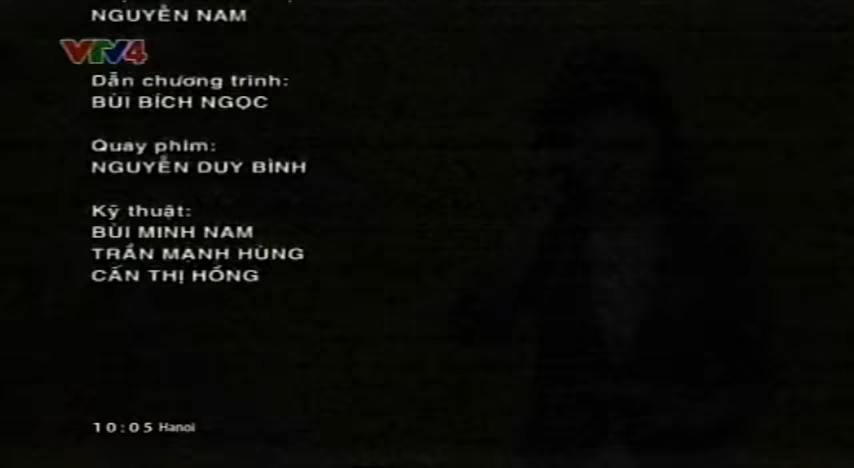 NGUYỄN NAM
VTV4
Dẫn chương trình:
BÙI BÍCH NGỌC
Quay phim:
NGUYỄN DUY BÌNH
Kỹ thuật:
BÙI MINH NAM
TRẦN MẠNH HÙNG
CẤN THỊ HỒNG
10:05 Hanoi